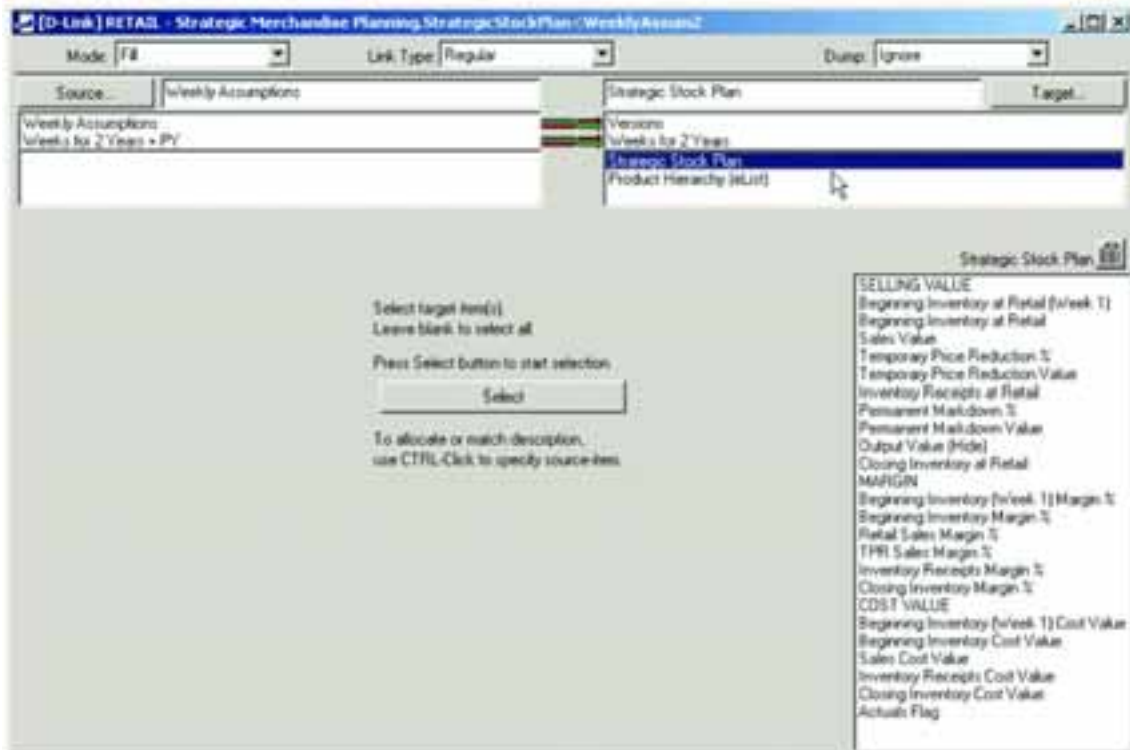 [D-Link] RETAIL - Strategic Merchandise Planning.StrategicStockPlan<WeeklyAssum2
Mode: Fill Link Type: Regular Dump: Ignore
Source... Weekly Assumptions Strategic Stock Plan Target...
Weekly Assumptions Versions
Weeks for 2 Years + PY Weeks for 2 Years
Strategic Stock Plan
Product Hierarchy (eList)
Strategic Stock Plan
Select target item(s).
Leave blank to select all.
Press Select button to start selection.
Select
To allocate or match description,
use CTRL-Click to specify source-item.
SELLING VALUE
Beginning Inventory at Retail (Week 1)
Beginning Inventory at Retail
Sales Value
Temporary Price Reduction %
Temporary Price Reduction Value
Inventory Receipts at Retail
Permanent Markdown %
Permanent Markdown Value
Output Value (Hide)
Closing Inventory at Retail
MARGIN
Beginning Inventory (Week 1) Margin %
Beginning Inventory Margin %
Retail Sales Margin %
TPR Sales Margin %
Inventory Receipts Margin %
Closing Inventory Margin %
COST VALUE
Beginning Inventory (Week 1) Cost Value
Beginning Inventory Cost Value
Sales Cost Value
Inventory Receipts Cost Value
Closing Inventory Cost Value
Actuals Flag